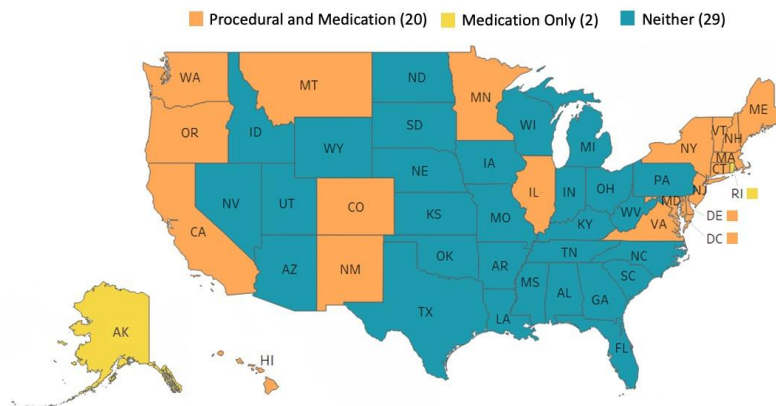 Procedural and Medication (20) Medication Only (2) Neither (29)
WA
MT
ND
MN
ME
VT
NH
OR
ID
SD
WI
MI
NY
MA
CT
RI
WY
IA
NE
PA
NJ
NV
UT
CO
IL
IN
OH
MD
DE
CA
KS
MO
WV
VA
DC
KY
AZ
NM
OK
AR
TN
NC
SC
MS
AL
GA
TX
LA
FL
AK
HI